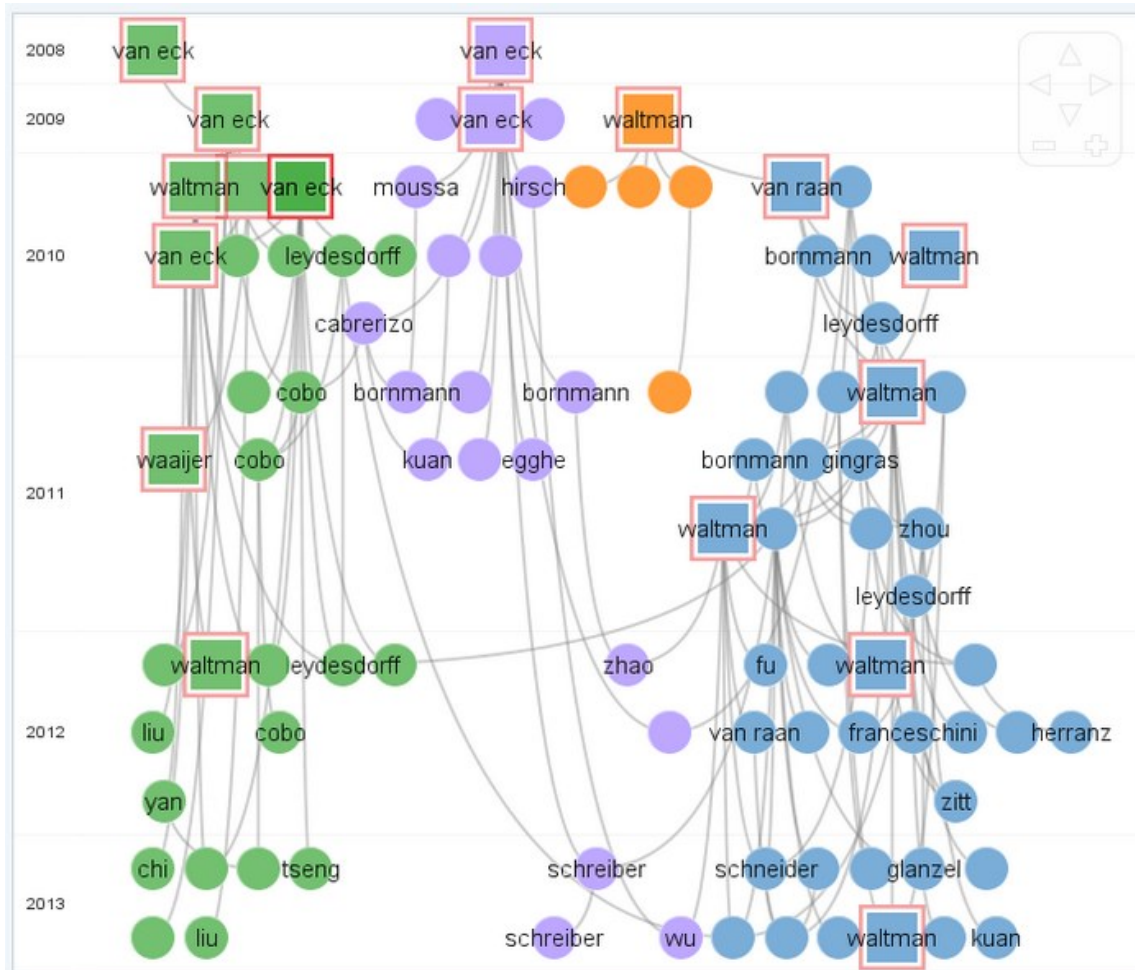 2008 van eck van eck
2009 van eck van eck waltman
waltman van eck moussa hirsch van raan
2010 van eck leydesdorff bornmann waltman
cabrerizo leydesdorff
cobo bornmann bornmann waltman
waaijer cobo kuan egghe bornmann gingras
2011
waltman zhou
leydesdorff
waltman eydesdorff zhao fu waltman
2012 liu cobo van raan franceschini herranz
yan zitt
chi tseng schreiber schneider glanzel
2013
liu schreiber wu waltman kuan